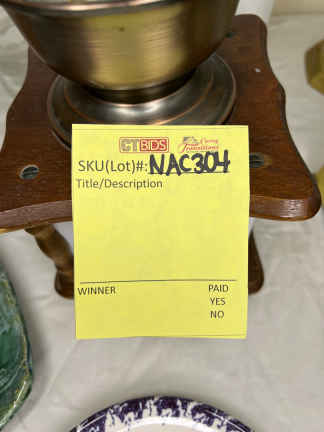 CTBIDS Caring Transitions
SKU(Lot)#: NAC304
Title/Description
WINNER PAID
YES
NO